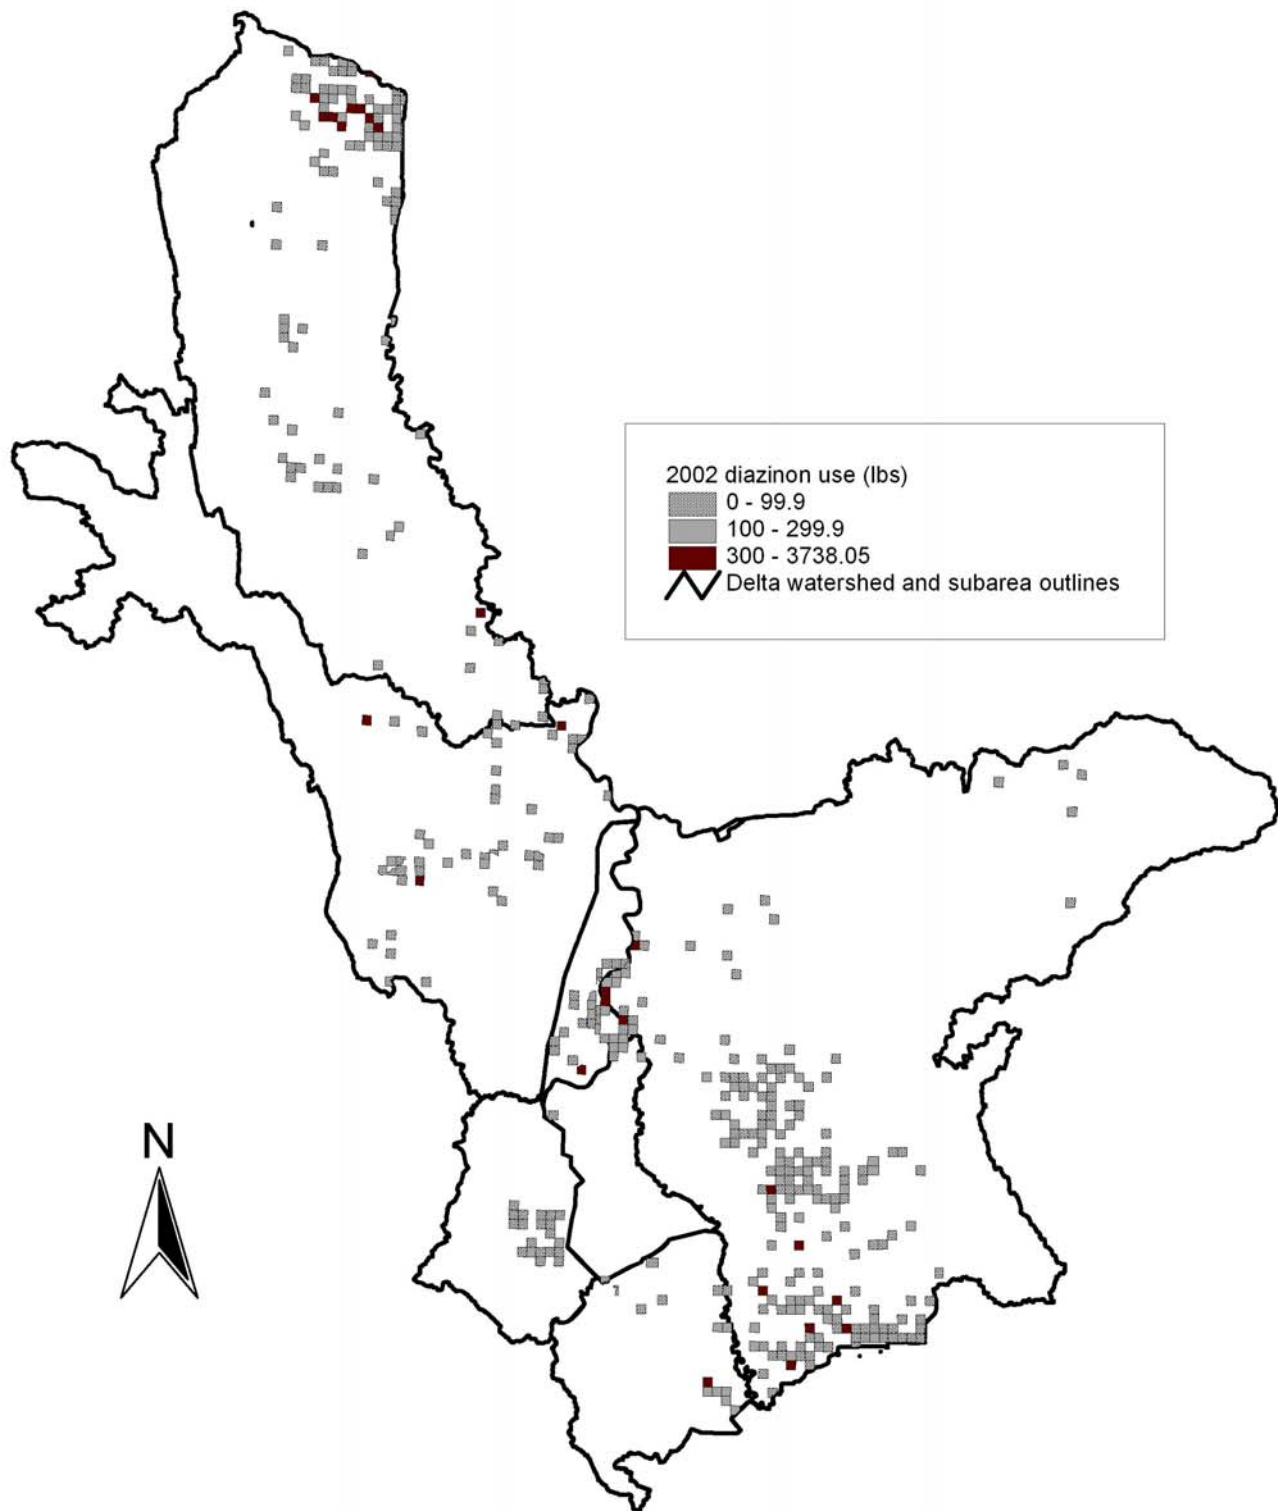 2002 diazinon use (lbs)
0 - 99.9
100 - 299.9
300 - 3738.05
Delta watershed and subarea outlines
N